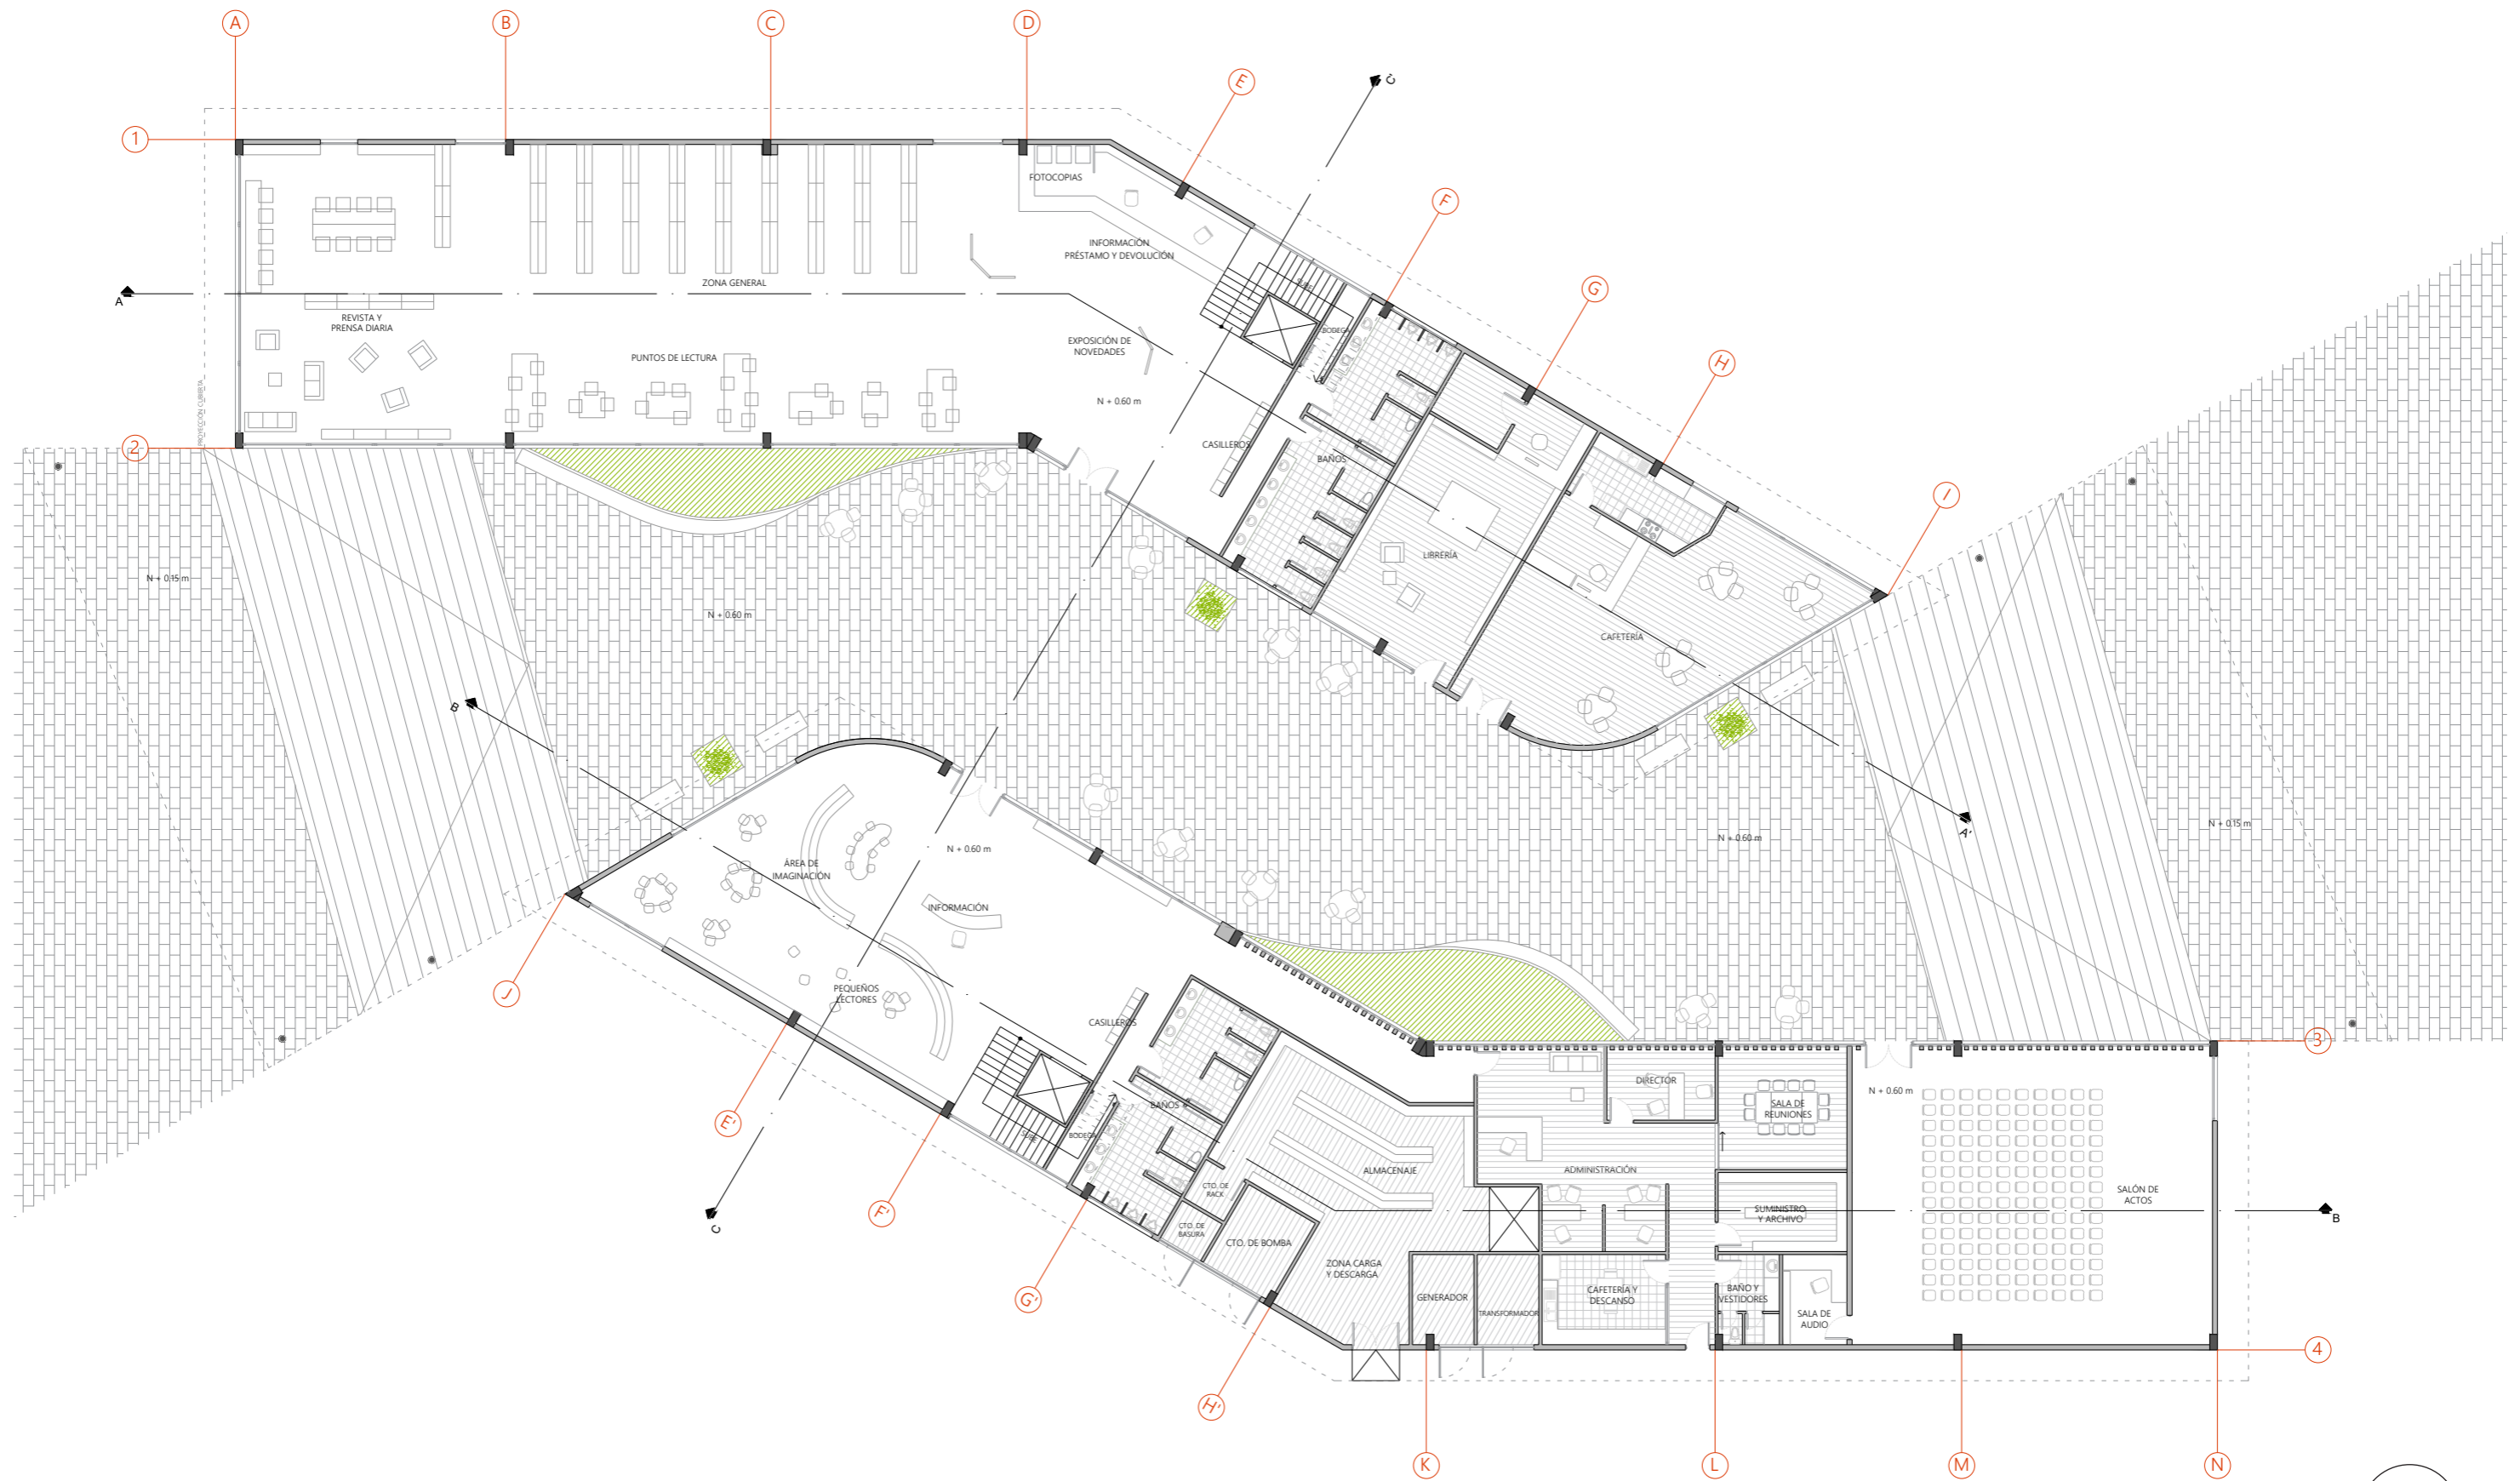 A
B
C
D
E
C'
1
F
FOTOCOPIAS
INFORMACIÓN
PRÉSTAMO Y DEVOLUCIÓN
ZONA GENERAL
SUBE
G
A
REVISTA Y
PRENSA DIARIA
BODEGA
EXPOSICIÓN DE
NOVEDADES
PUNTOS DE LECTURA
H
N + 0.60 m
PROYECCIÓN CUBIERTA
2
CASILLEROS
BAÑOS
I
LIBRERÍA
N + 0.15 m
N + 0.60 m
CAFETERÍA
B
A'
N + 0.15 m
N + 0.60 m
N + 0.60 m
ÁREA DE
IMAGINACIÓN
INFORMACIÓN
J
PEQUEÑOS
LECTORES
CASILLEROS
3
DIRECTOR
N + 0.60 m
SALA DE
REUNIONES
BAÑOS
E'
SUBE
BODEGA
ALMACENAJE
ADMINISTRACIÓN
CTO. DE
RACK
SALÓN DE
ACTOS
SUMINISTRO
Y ARCHIVO
F'
C
B
CTO. DE
BASURA
CTO. DE BOMBA
ZONA CARGA
Y DESCARGA
G'
GENERADOR
TRANSFORMADOR
CAFETERÍA Y
DESCANSO
BAÑO Y
VESTIDORES
SALA DE
AUDIO
4
H'
K
L
M
N